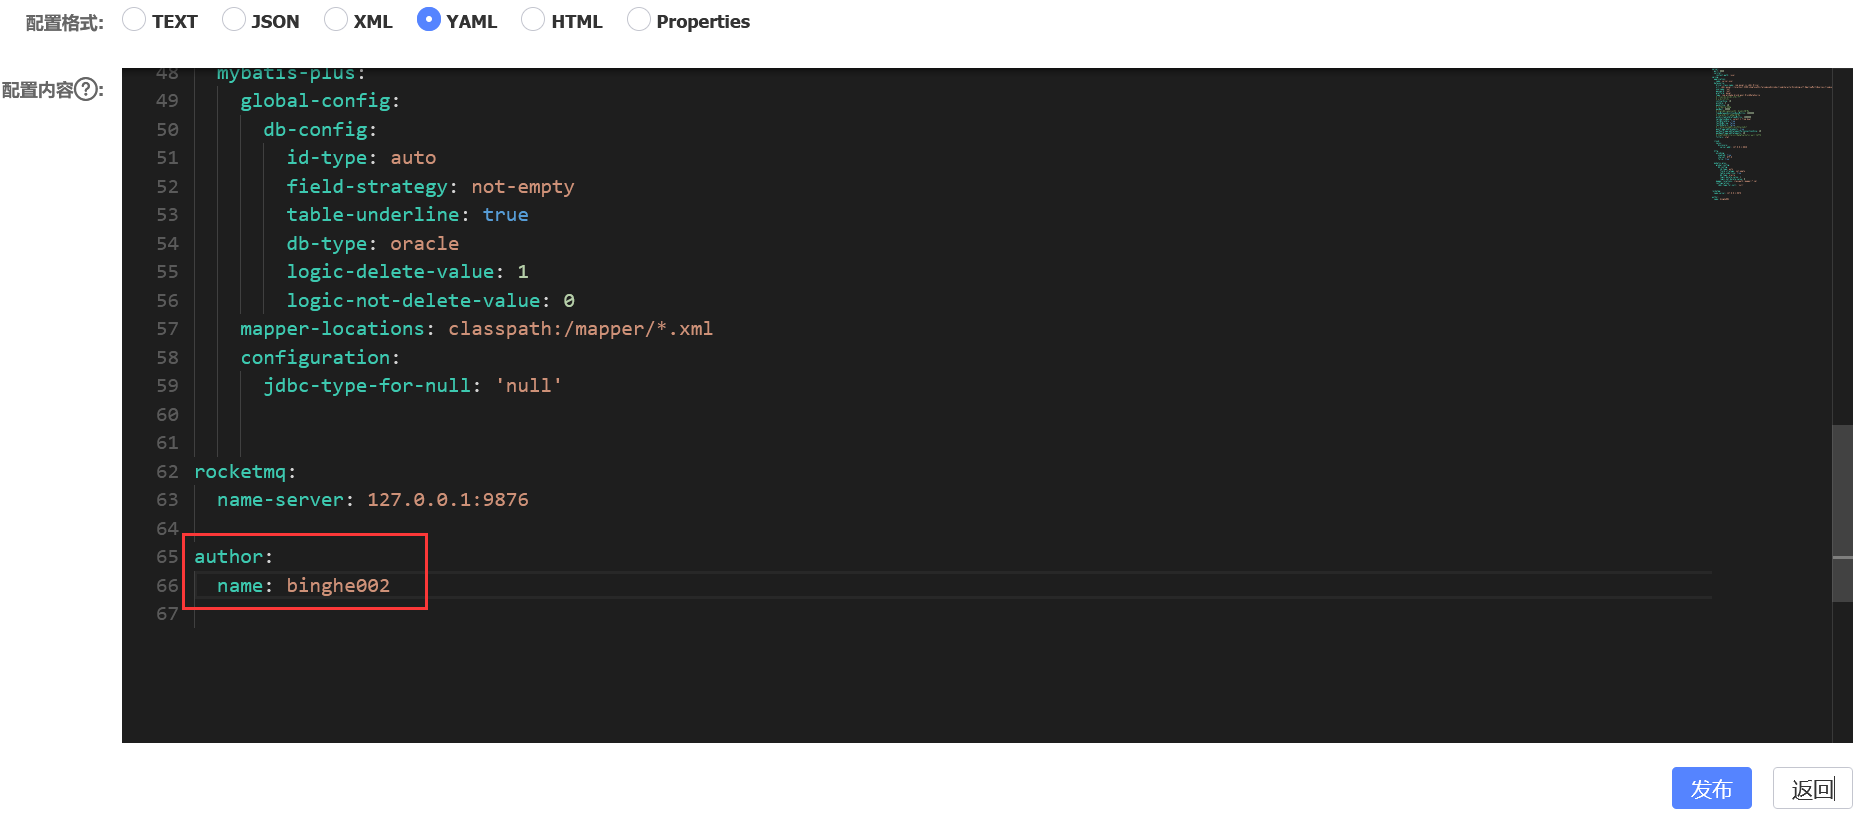 配置格式: TEXT JSON XML YAML HTML Properties
配置内容?:
48 mybatis-plus:
49 global-config:
50 db-config:
51 id-type: auto
52 field-strategy: not-empty
53 table-underline: true
54 db-type: oracle
55 logic-delete-value: 1
56 logic-not-delete-value: 0
57 mapper-locations: classpath:/mapper/*.xml
58 configuration:
59 jdbc-type-for-null: 'null'
60
61
62 rocketmq:
63 name-server: 127.0.0.1:9876
64
65 author:
66 name: binghe002
67
发布 返回